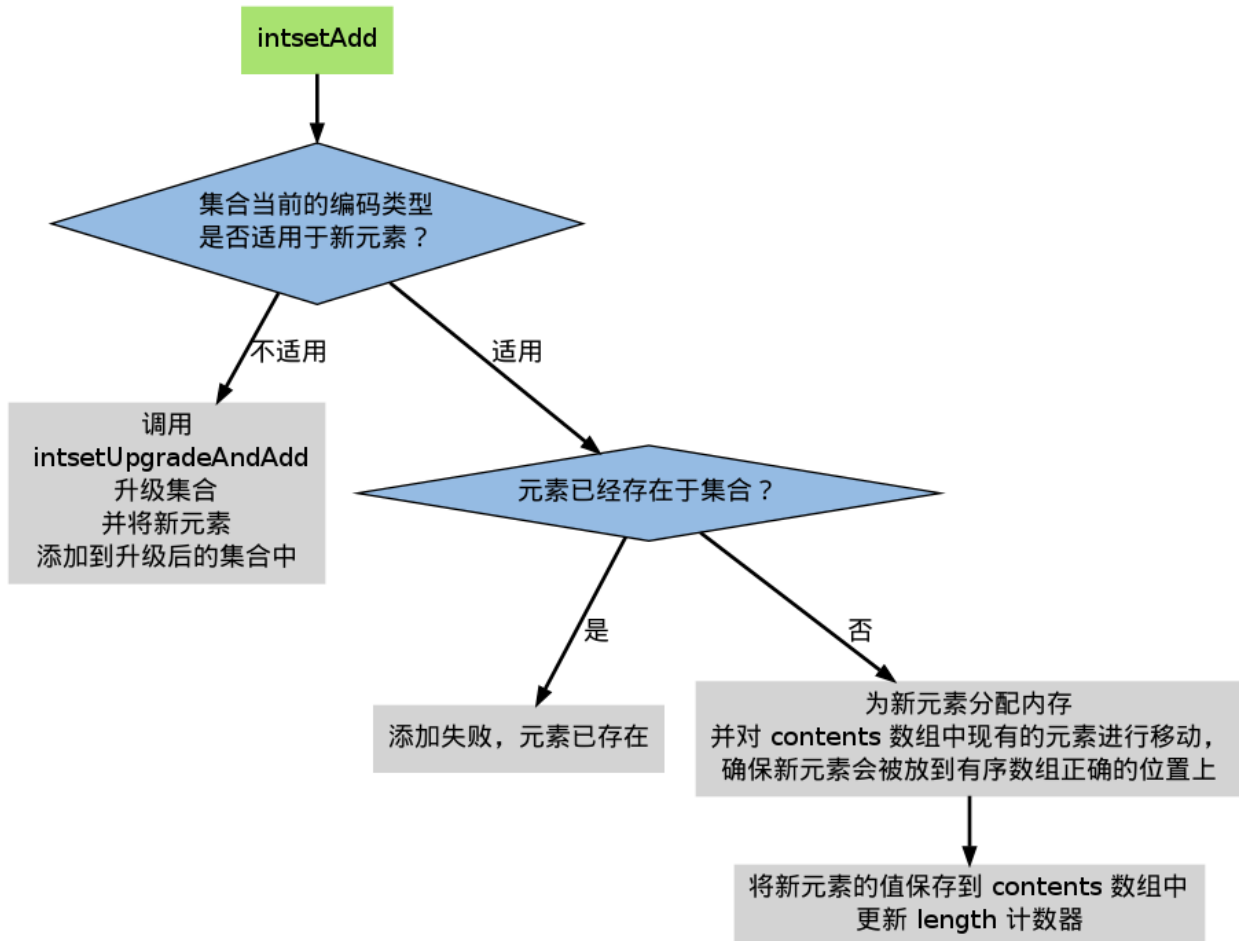 intsetAdd
集合当前的编码类型
是否适用于新元素？
不适用
适用
调用
intsetUpgradeAndAdd
升级集合
并将新元素
添加到升级后的集合中
元素已经存在于集合？
是
否
添加失败，元素已存在
为新元素分配内存
并对 contents 数组中现有的元素进行移动，
确保新元素会被放到有序数组正确的位置上
将新元素的值保存到 contents 数组中
更新 length 计数器